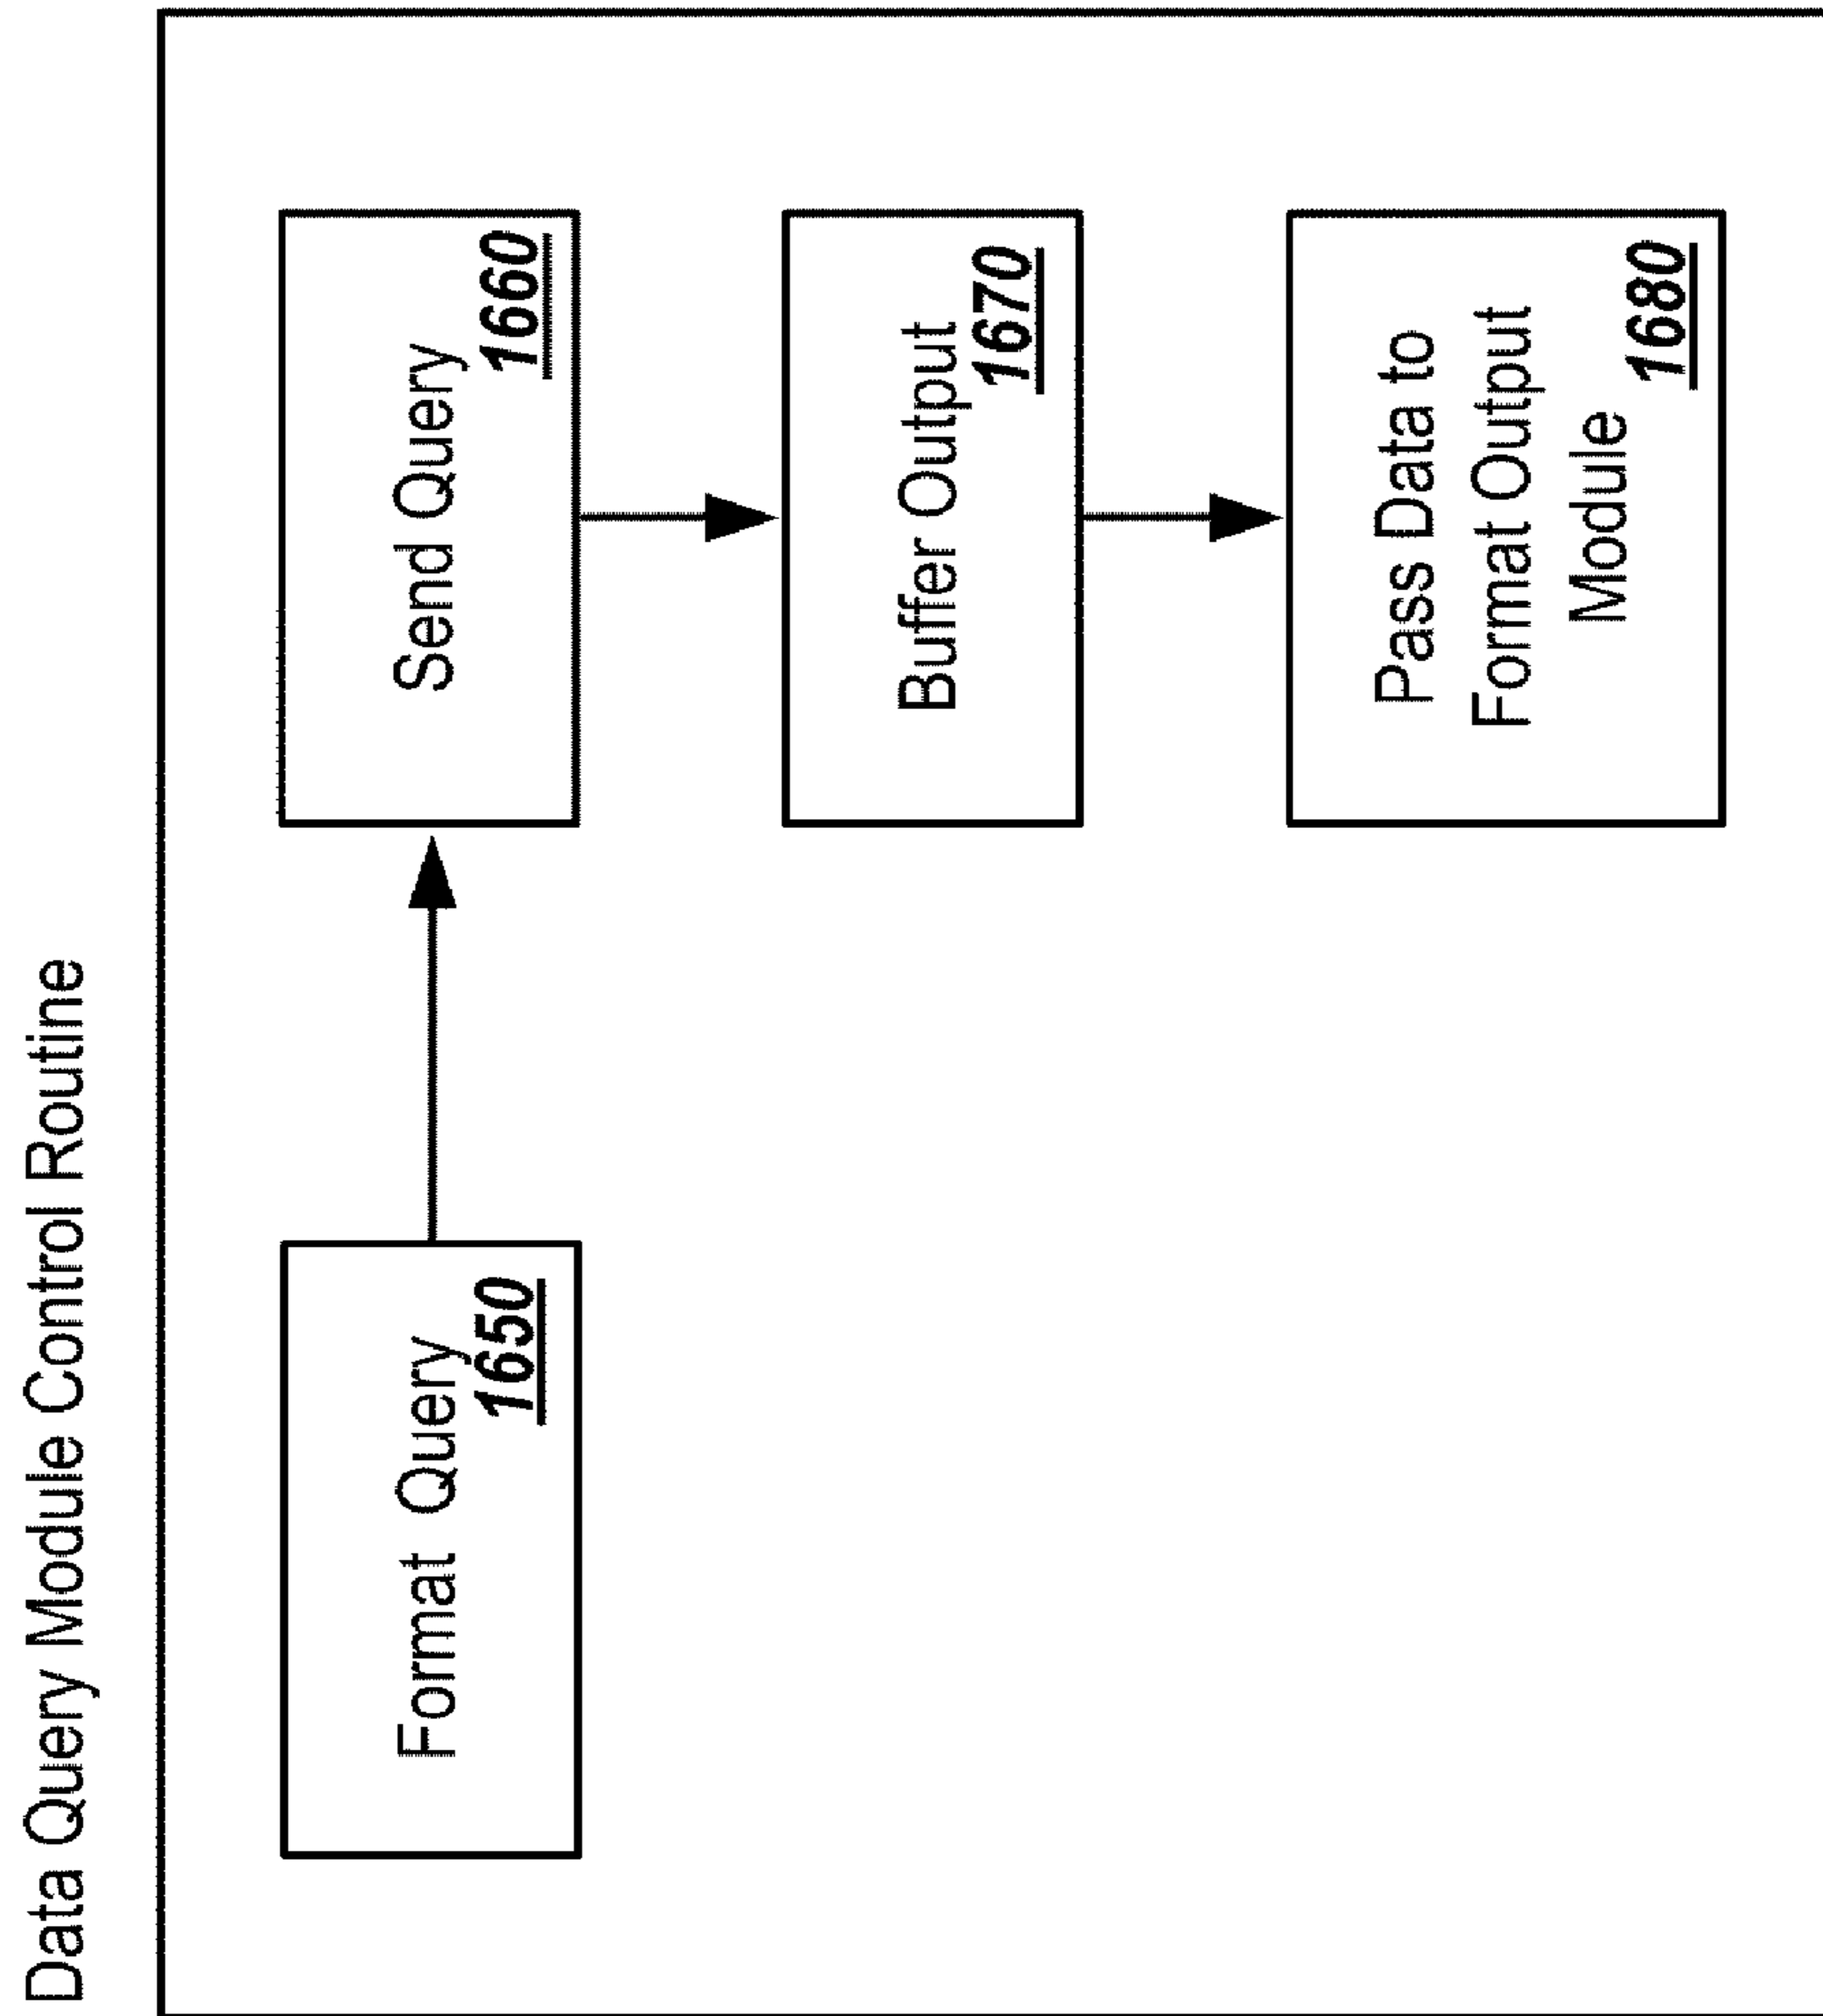 Data Query Module Control Routine
Format Query
1650
Send Query
1660
Buffer Output
1670
Pass Data to
Format Output
Module
1680